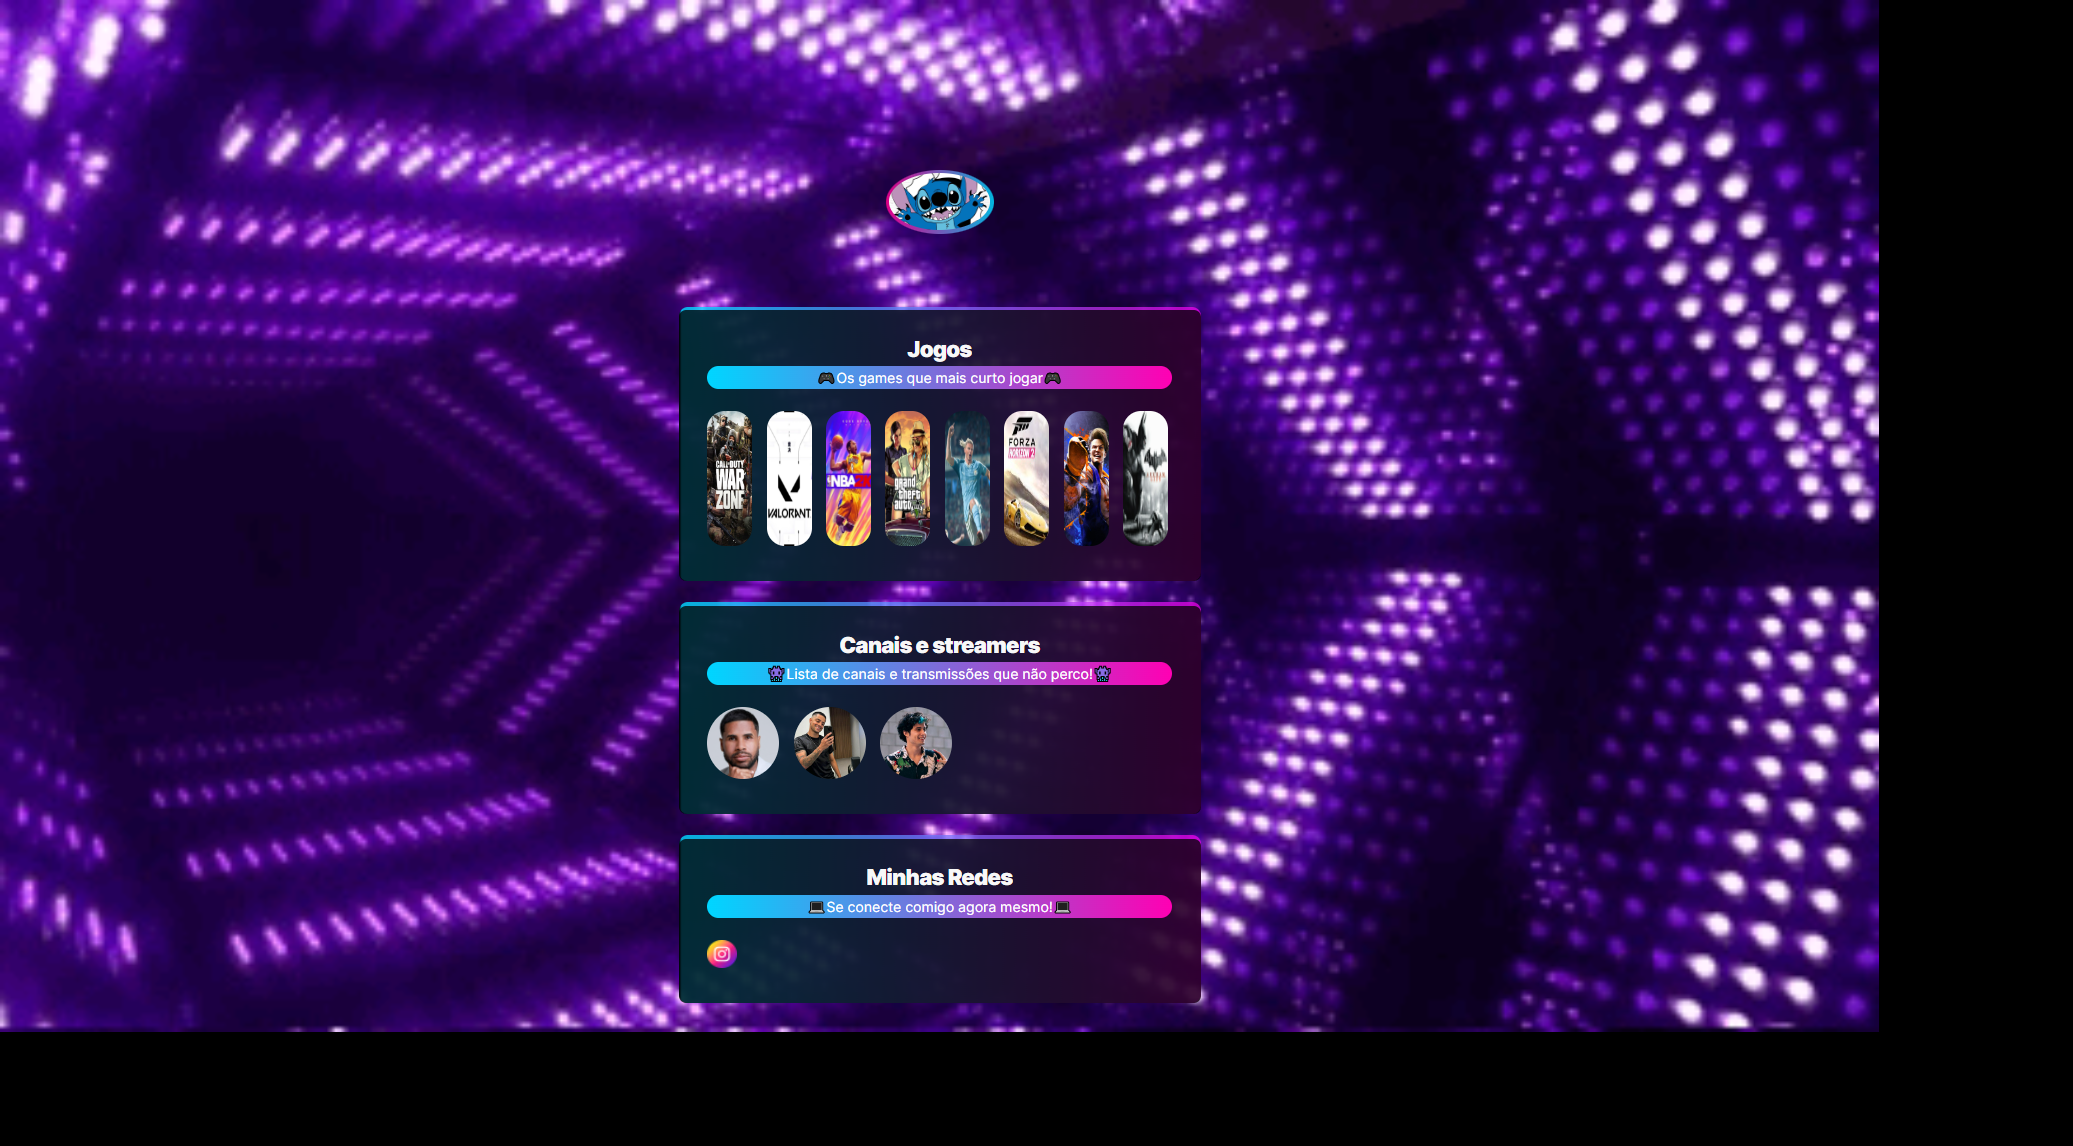 Jogos
🎮Os games que mais curto jogar🎮
CALL OF DUTY
WAR
ZONE
VALORANT
NBA
grand
theft
auto
FORZA
HORIZON 2
Canais e streamers
👾Lista de canais e transmissões que não perco!👾
Minhas Redes
💻Se conecte comigo agora mesmo!💻